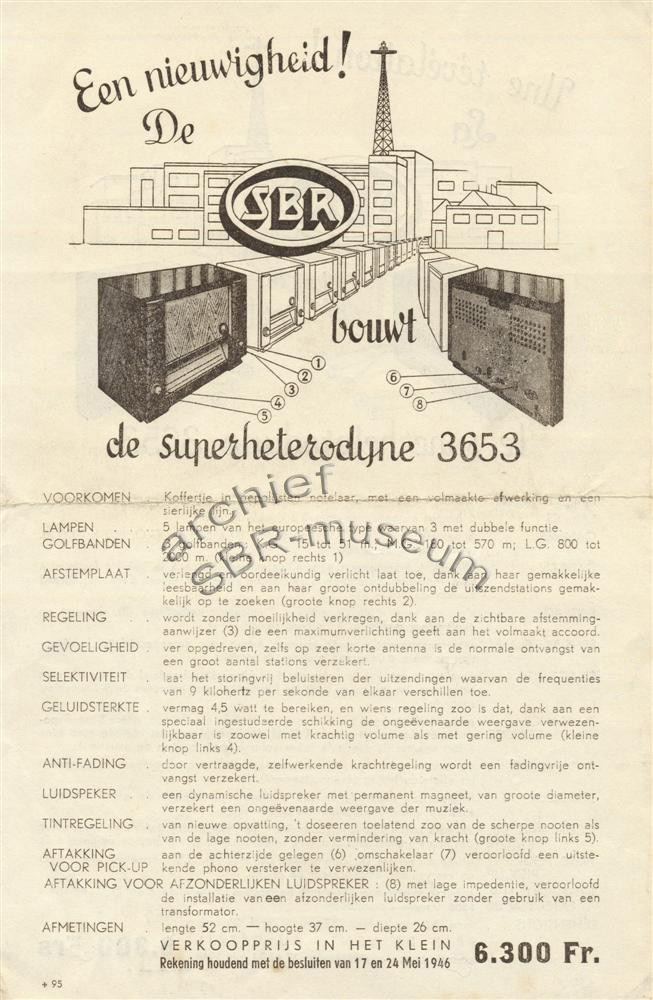 Een nieuwigheid!
De
SBR
bouwt
1
2
3
4
5
6
7
8
de superheterodyne 3653
archief
SBR-museum
VOORKOMEN . Koffertje in gepolijsten notelaar, met een volmaakte afwerking en een
sierlijke lijn.
LAMPEN . . . . 5 lampen van het europeesche type waarvan 3 met dubbele functie.
GOLFBANDEN . 3 golfbanden: K.G. 15 tot 51 m.; M.G. 180 tot 570 m; L.G. 800 tot
2000 m. (kleine knop rechts 1)
AFSTEMPLAAT . verlengd en oordeelkundig verlicht laat toe, dank aan haar gemakkelijke
leesbaarheid en aan haar groote ontdubbeling de uitzendstations gemak-
kelijk op te zoeken (groote knop rechts 2).
REGELING . wordt zonder moeilijkheid verkregen, dank aan de zichtbare afstemming-
aanwijzer (3) die een maximumverlichting geeft aan het volmaakt accoord.
GEVOELIGHEID . ver opgedreven, zelfs op zeer korte antenna is de normale ontvangst van
een groot aantal stations verzekert.
SELEKTIVITEIT . laat het storingvrij beluisteren der uitzendingen waarvan de frequenties
van 9 kilohertz per sekonde van elkaar verschillen toe.
GELUIDSTERKTE . vermag 4,5 watt te bereiken, en wiens regeling zoo is dat, dank aan een
speciaal ingestudeerde schikking de ongeëvenaarde weergave verwezen-
lijkbaar is zoowel met krachtig volume als met gering volume (kleine
knop links 4).
ANTI-FADING . door vertraagde, zelfwerkende krachtregeling wordt een fadingvrije ont-
vangst verzekert.
LUIDSPEKER . . een dynamische luidspreker met permanent magneet, van groote diameter,
verzekert een ongeëvenaarde weergave der muziek.
TINTREGELING . van nieuwe opvatting, 't doseeren toelatend zoo van de scherpe nooten als
van de lage nooten, zonder vermindering van kracht (groote knop links 5).
AFTAKKING aan de achterzijde gelegen (6) omschakelaar (7) veroorloofd een uitste-
VOOR PICK-UP . kende phono versterker te verwezenlijken.
AFTAKKING VOOR AFZONDERLIJKEN LUIDSPREKER : (8) met lage impedentie, veroorloofd
de installatie van een afzonderlijken luidspreker zonder gebruik van een
transformator.
AFMETINGEN . lengte 52 cm. — hoogte 37 cm. — diepte 26 cm.
VERKOOPPRIJS IN HET KLEIN
Rekening houdend met de besluiten van 17 en 24 Mei 1946
6.300 Fr.
+ 95